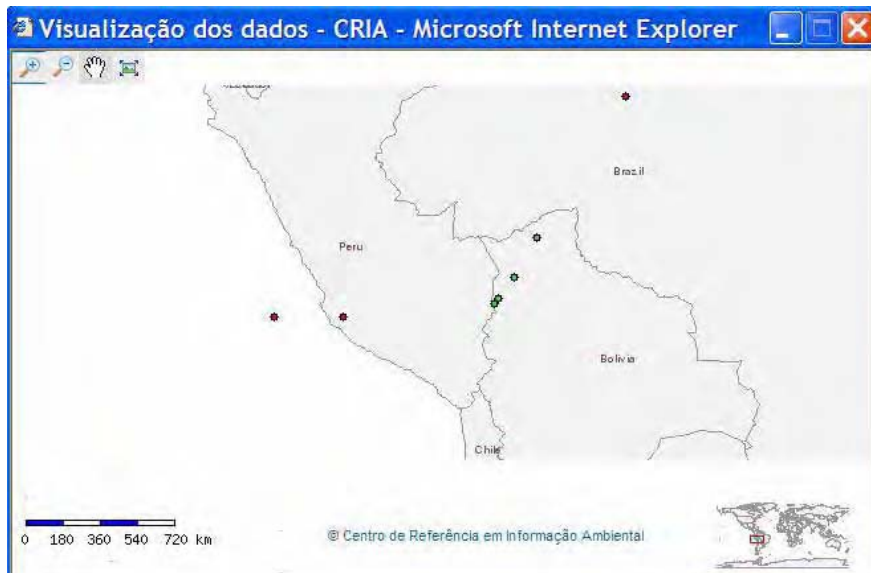 Visualização dos dados - CRIA - Microsoft Internet Explorer
Brazil
Peru
Bolivia
Chile
0 180 360 540 720 km
© Centro de Referência em Informação Ambiental